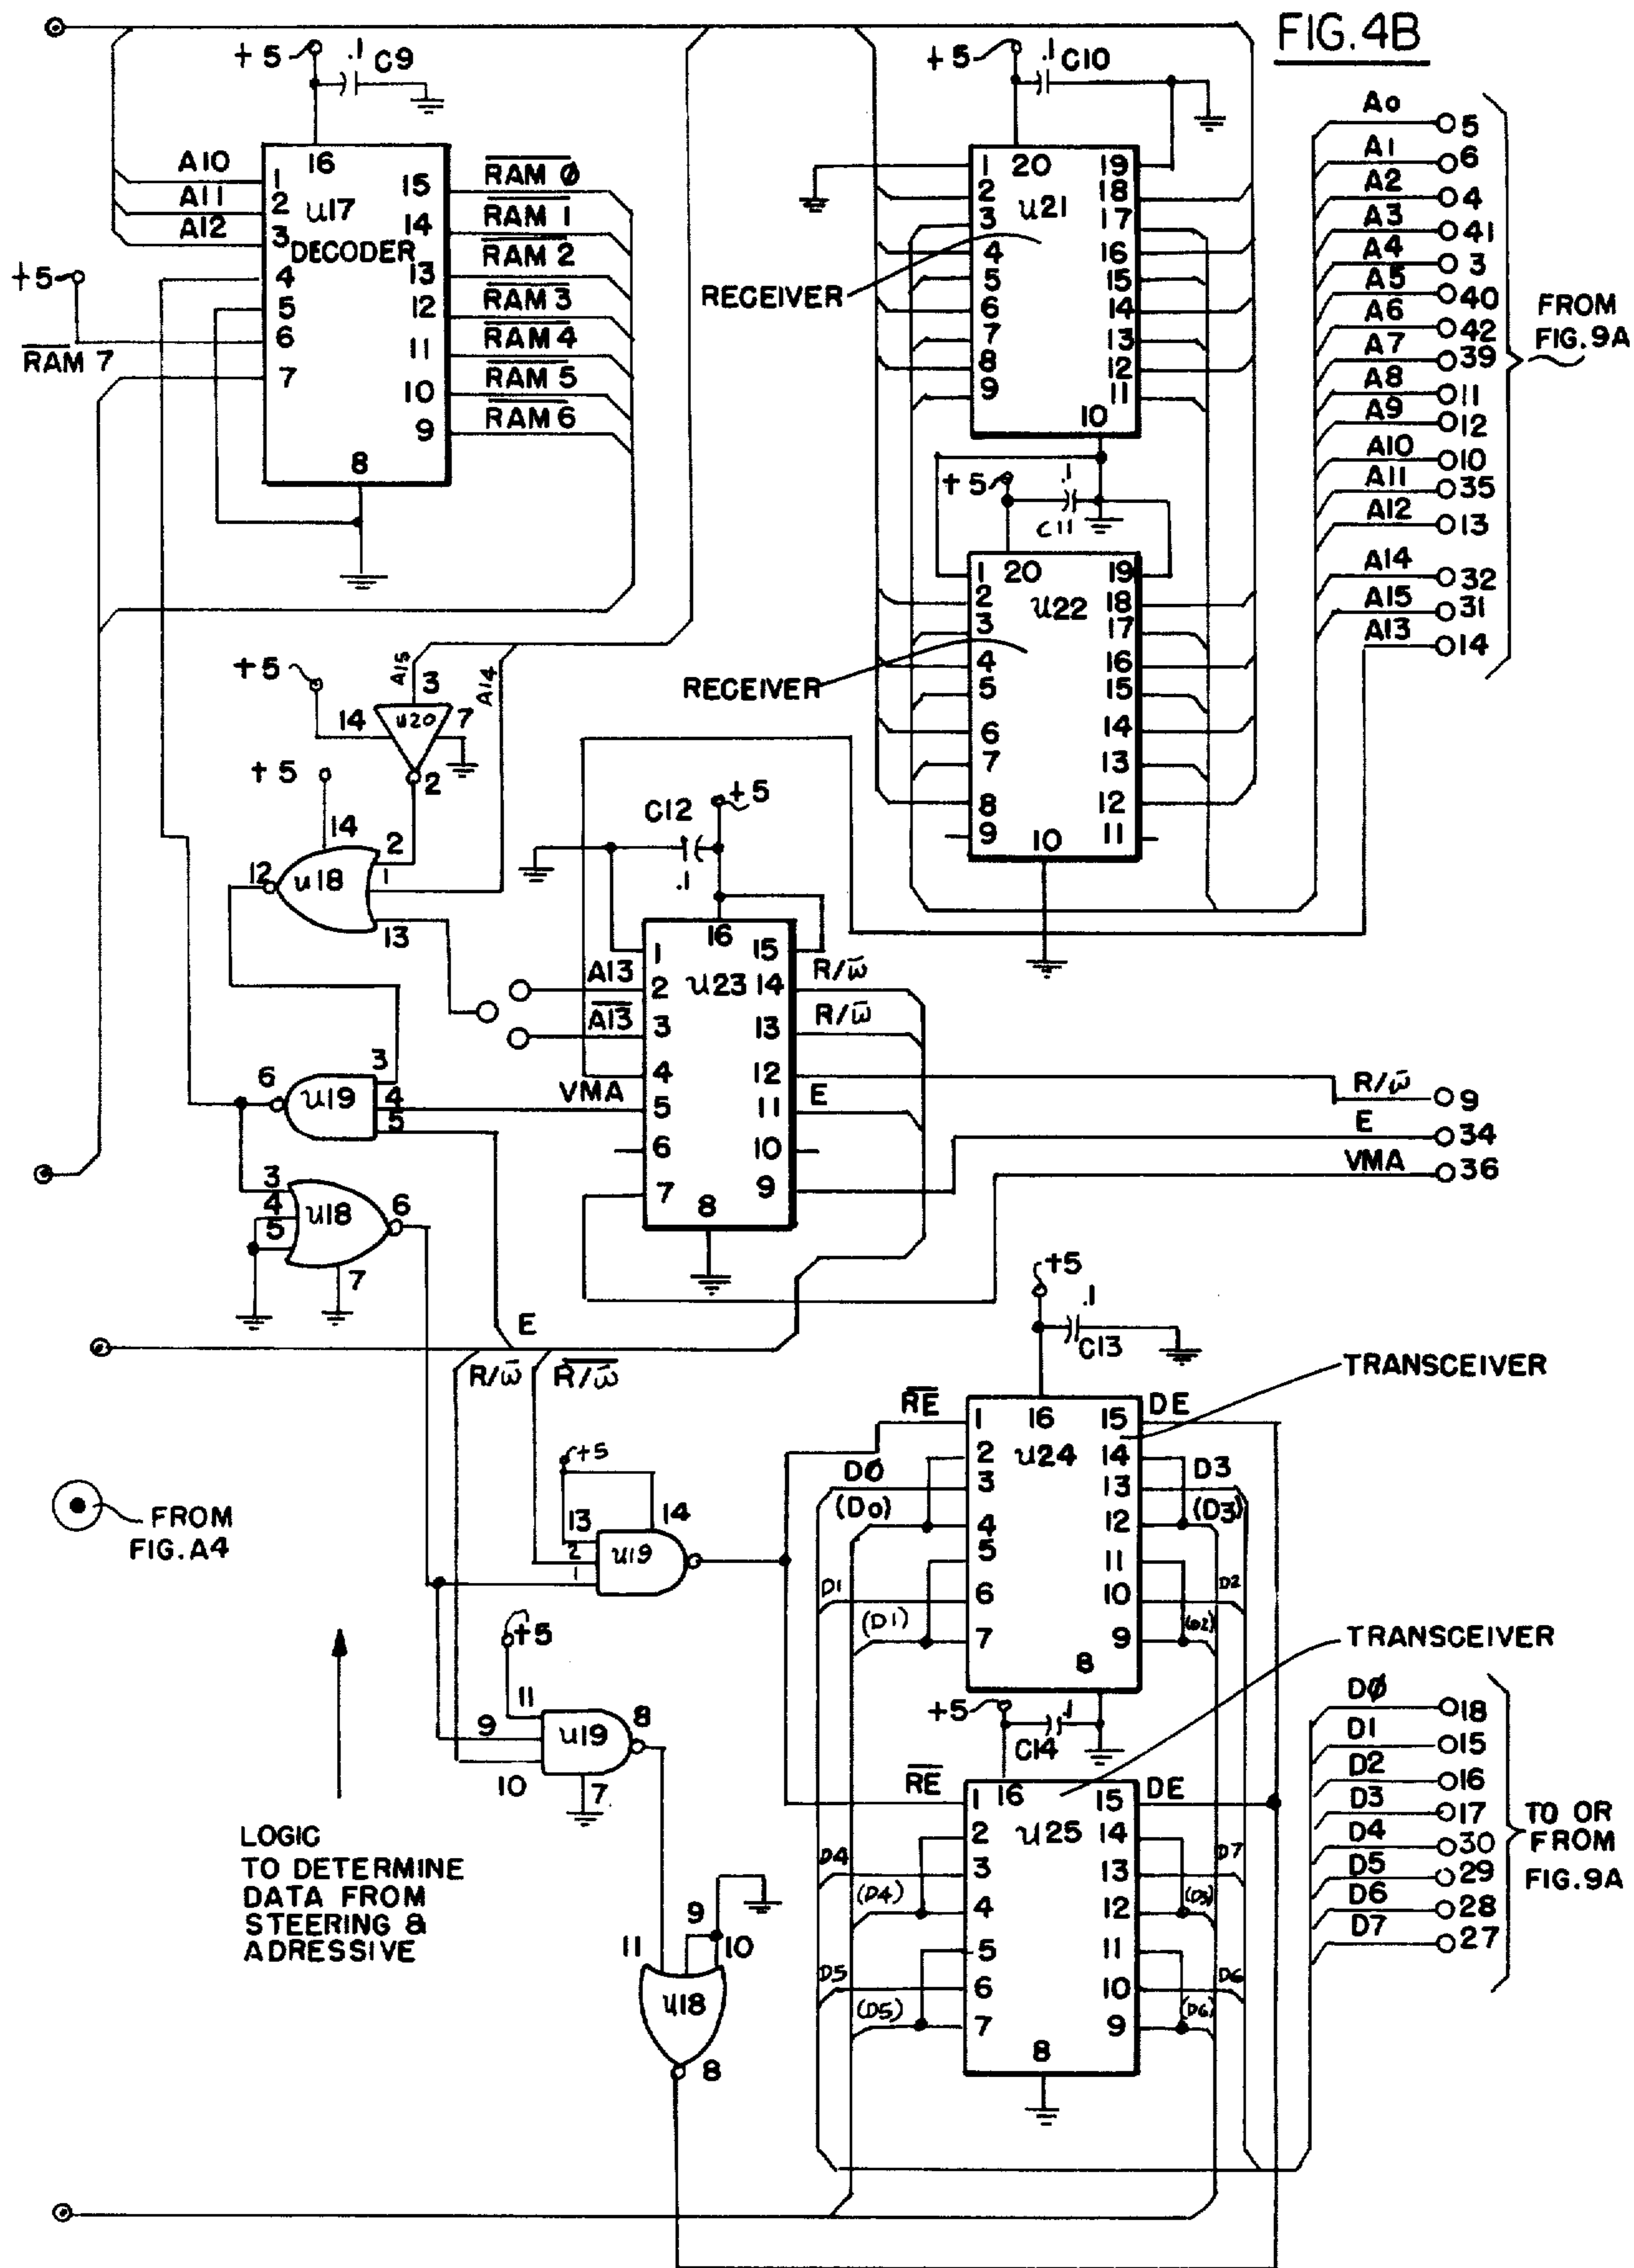 FIG.4B
+5
.1
C9
16
A10
1
A11
2
A12
3
u17
DECODER
4
5
6
7
8
+5
RAM 7
15
RAM Ø
14
RAM 1
13
RAM 2
12
RAM 3
11
RAM 4
10
RAM 5
9
RAM 6
+5
.1
C10
1 20 19
2 u21 18
3 17
4 16
5 15
6 14
7 13
8 12
9 11
10
RECEIVER
+5
.1
C11
1 20 19
2 u22 18
3 17
4 16
5 15
6 14
7 13
8 12
9 11
10
RECEIVER
A0 5
A1 6
A2 4
A3 41
A4 3
A5 40
A6 42
A7 39
A8 11
A9 12
A10 10
A11 35
A12 13
A14 32
A15 31
A13 14
FROM
FIG.9A
+5
A15
3
A14
14
u20
7
2
+5
14
2
12
u18
1
13
C12
+5
.1
16
1 15
A13
2 u23 14
R/ω̄
A13
3 13
R/ω̄
4 12
VMA
5 11
E
6 10
7 9
8
3
6
u19
4
5
3
4
5
u18
6
7
R/ω̄ 9
E 34
VMA 36
E
R/ω̄
R/ω̄
+5
.1
C13
TRANSCEIVER
RE
DE
1 16 15
2 u24 14
3 13
4 12
5 11
6 10
7 9
8
DØ
(D0)
D1
(D1)
D3
(D3)
D2
(D2)
FROM
FIG.A4
+5
13
14
2
1
u19
+5
11
9
10
u19
8
7
TRANSCEIVER
+5
.1
C14
RE
DE
1 16 15
2 u25 14
3 13
4 12
5 11
6 10
7 9
8
D4
(D4)
D5
(D5)
D7
D6
(D6)
DØ 18
D1 15
D2 16
D3 17
D4 30
D5 29
D6 28
D7 27
TO OR
FROM
FIG.9A
LOGIC
TO DETERMINE
DATA FROM
STEERING &
ADRESSIVE
9
11
10
u18
8